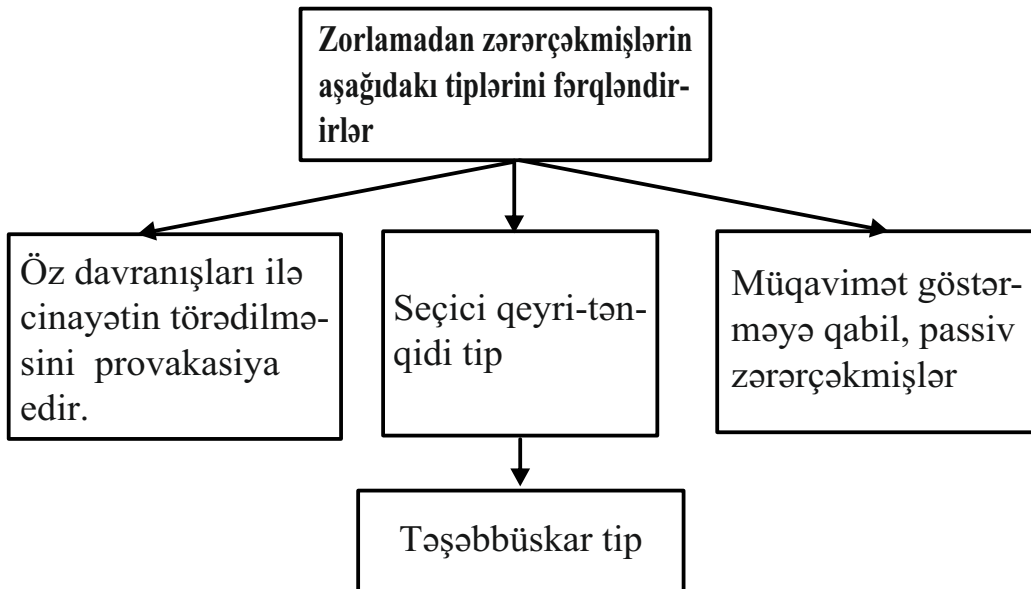 Zorlamadan zərərçəkmişlərin
aşağıdakı tiplərini fərqləndir-
irlər
Öz davranışları ilə
cinayətin törədilmə-
sini provakasiya
edir.
Seçici qeyri-tən-
qidi tip
Müqavimət göstər-
məyə qabil, passiv
zərərçəkmişlər
Təşəbbüskar tip